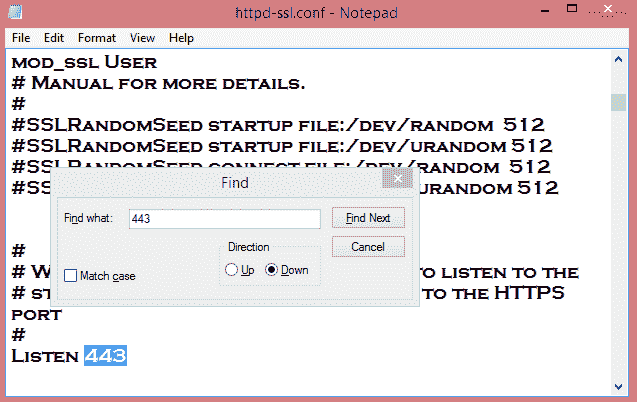 httpd-ssl.conf - Notepad
File Edit Format View Help
mod_ssl User
# Manual for more details.
#
#SSLRandomSeed startup file:/dev/random 512
#SSLRandomSeed startup file:/dev/urandom 512
#SSLRandomSeed connect file:/dev/random 512
#SS urandom 512
Find
Find what: 443 Find Next
Direction Cancel
Match case Up Down
#
# W to listen to the
# st to the HTTPS
port
#
Listen 443